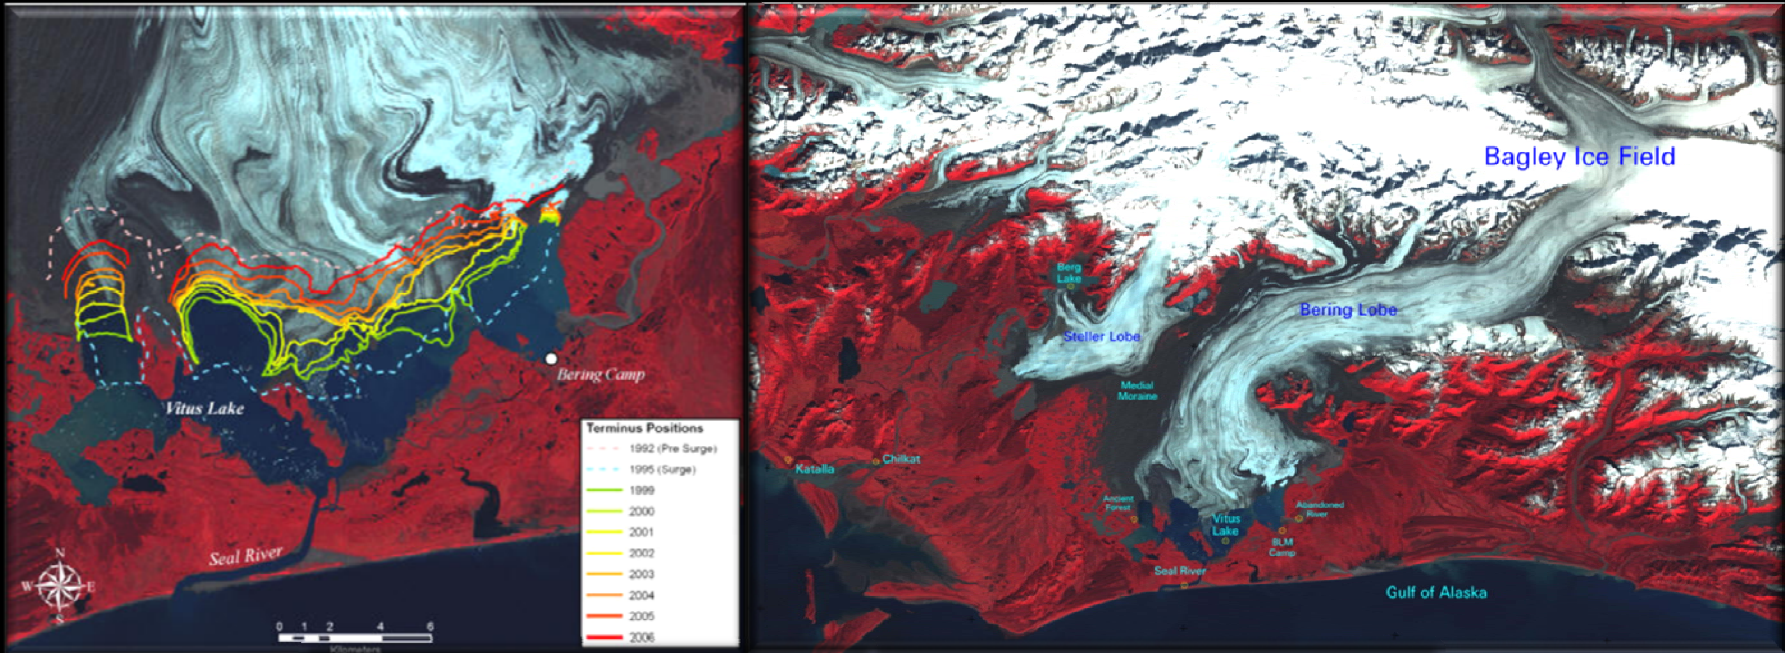 Vitus Lake
Bering Camp
Seal River
N
W
E
S
0 1 2 4 6
Kilometers
Terminus Positions
1992 (Pre Surge)
1995 (Surge)
1999
2000
2001
2002
2003
2004
2005
2006
Bagley Ice Field
Berg
Lake
Bering Lobe
Steller Lobe
Medial
Moraine
Katalla
Chilkat
Ancient
Forest
Vitus
Lake
Abandoned
River
BLM
Camp
Seal River
Gulf of Alaska